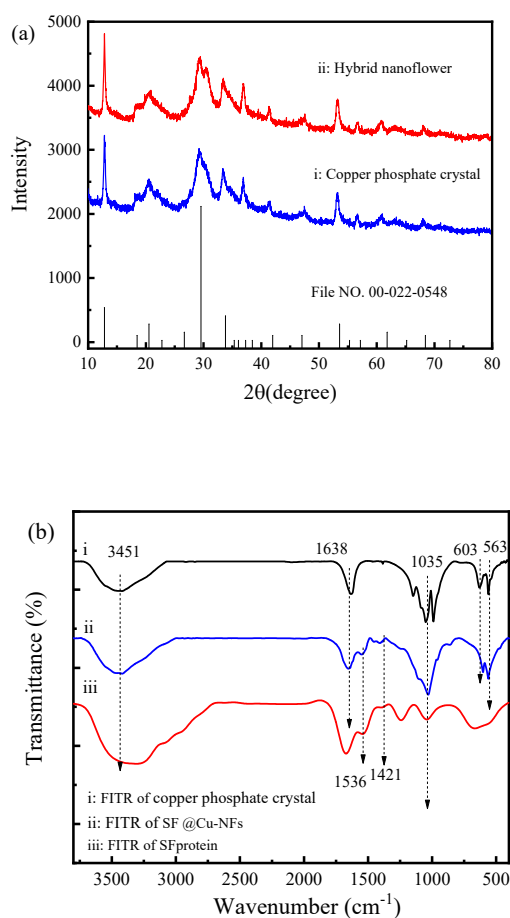 (a)
5000
4000
3000
2000
1000
0
Intensity
ii: Hybrid nanoflower
i: Copper phosphate crystal
File NO. 00-022-0548
10 20 30 40 50 60 70 80
2θ(degree)
(b)
i
3451
1638
1035
603
563
ii
iii
1536
1421
i: FITR of copper phosphate crystal
ii: FITR of SF @Cu-NFs
iii: FITR of SFprotein
Transmittance (%)
3500 3000 2500 2000 1500 1000 500
Wavenumber (cm-1)